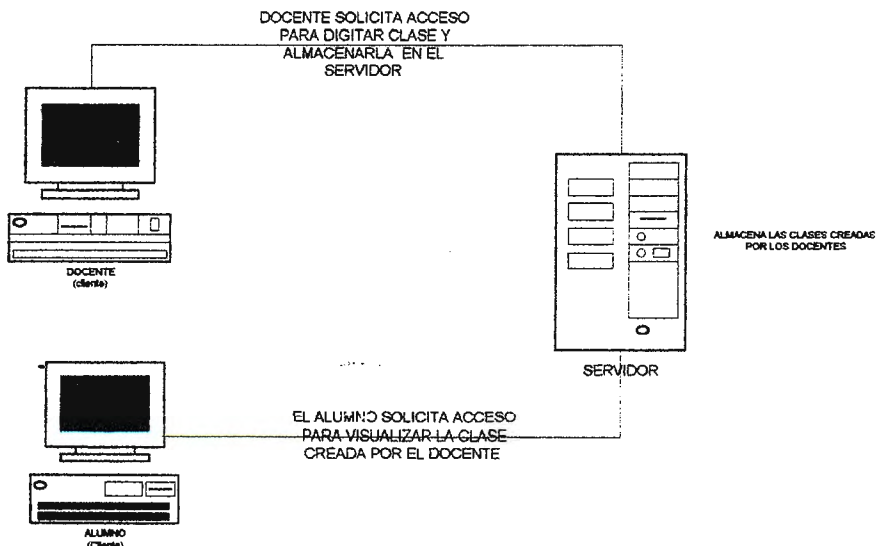 DOCENTE SOLICITA ACCESO
PARA DIGITAR CLASE Y
ALMACENARLA EN EL
SERVIDOR
DOCENTE
(cliente)
ALMACENA LAS CLASES CREADAS
POR LOS DOCENTES
SERVIDOR
EL ALUMNO SOLICITA ACCESO
PARA VISUALIZAR LA CLASE
CREADA POR EL DOCENTE
ALUMNO
(Cliente)